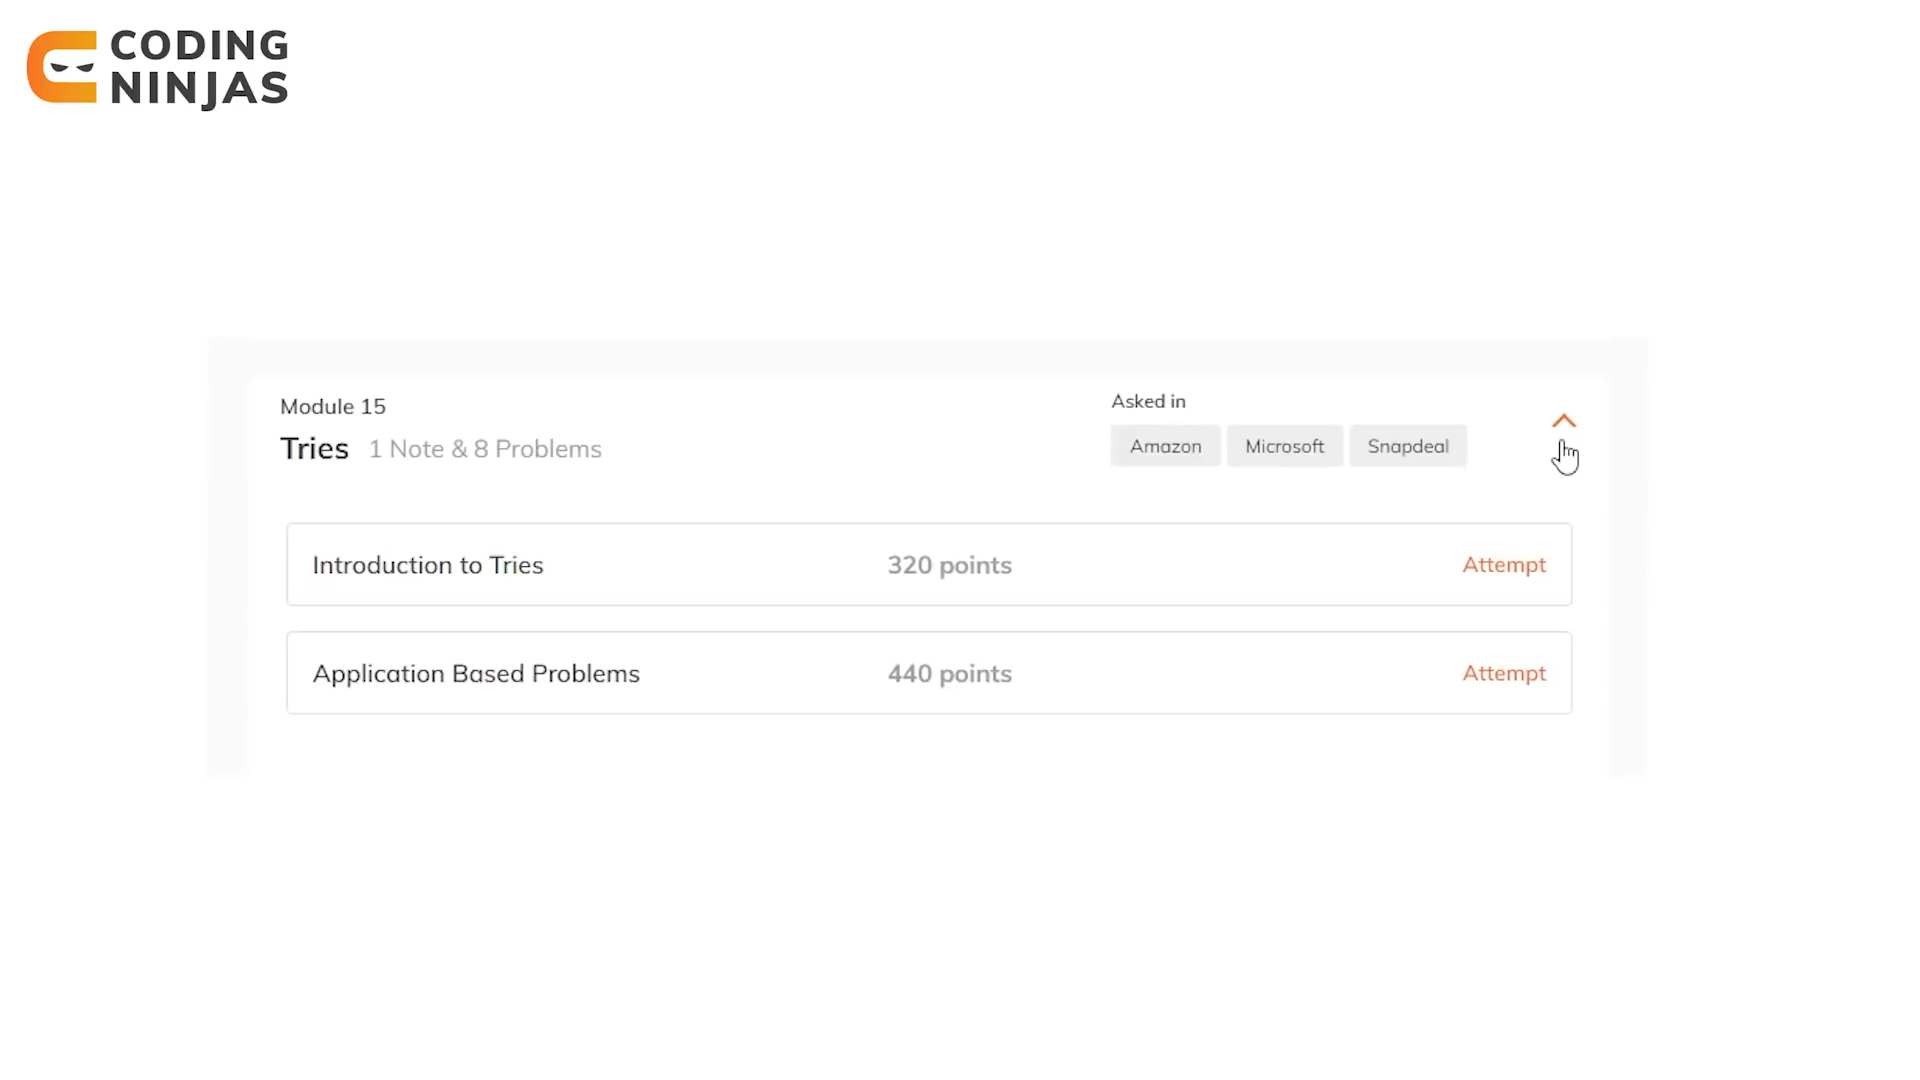 CODING
NINJAS
Module 15
Tries 1 Note & 8 Problems
Asked in
Amazon Microsoft Snapdeal
Introduction to Tries 320 points Attempt
Application Based Problems 440 points Attempt